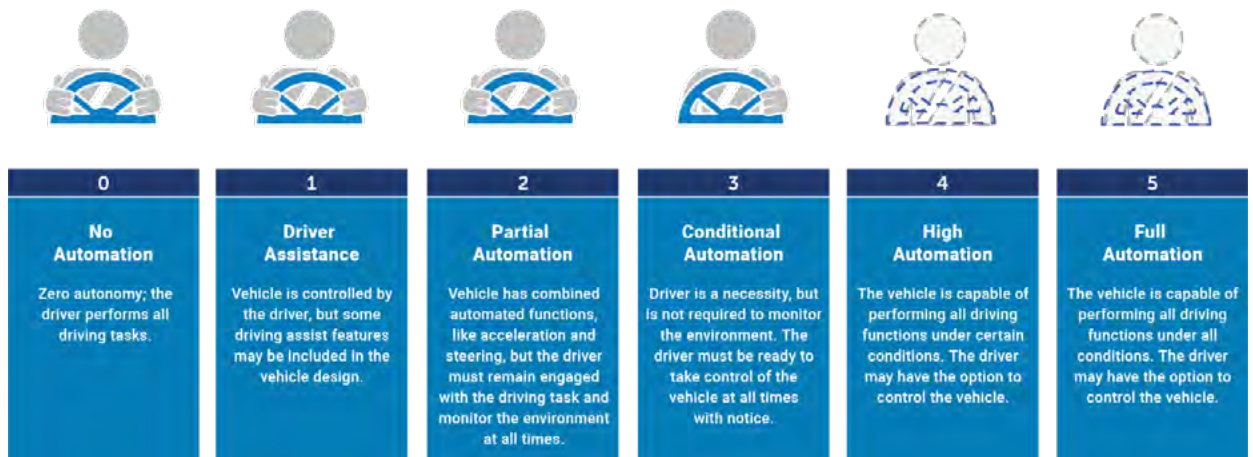 0
No
Automation
Zero autonomy; the
driver performs all
driving tasks.
1
Driver
Assistance
Vehicle is controlled by
the driver, but some
driving assist features
may be included in the
vehicle design.
2
Partial
Automation
Vehicle has combined
automated functions,
like acceleration and
steering, but the driver
must remain engaged
with the driving task and
monitor the environment
at all times.
3
Conditional
Automation
Driver is a necessity, but
is not required to monitor
the environment. The
driver must be ready to
take control of the
vehicle at all times
with notice.
4
High
Automation
The vehicle is capable of
performing all driving
functions under certain
conditions. The driver
may have the option to
control the vehicle.
5
Full
Automation
The vehicle is capable of
performing all driving
functions under all
conditions. The driver
may have the option to
control the vehicle.